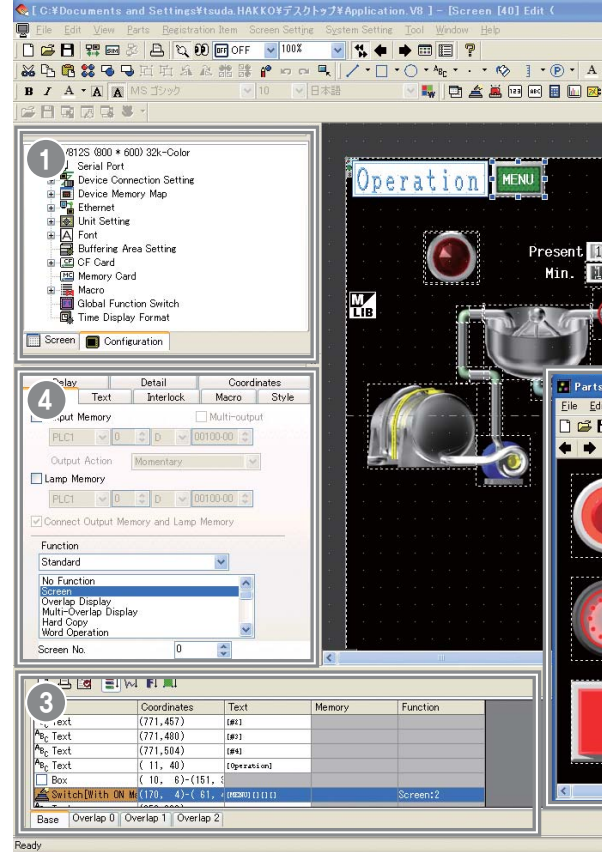 [ C:¥Documents and Settings¥tsuda.HAKKO¥デスクトップ¥Application.V8 ] - [Screen [40] Edit (
File Edit View Parts Registration Item Screen Setting System Setting Tool Window Help
OFF 100%
ABC P A
B I A A A MS ゴシック 10 日本語
1
V812S (800 * 600) 32k-Color
Serial Port
Device Connection Setting
Device Memory Map
Ethernet
Unit Setting
Font
Buffering Area Setting
CF Card
Memory Card
Macro
Global Function Switch
Time Display Format
Screen Configuration
Operation MENU
Present
Min.
M LIB
4
Delay Detail Coordinates
Text Interlock Macro Style
Output Memory Multi-output
PLC1 0 D 00100-00
Output Action Momentary
Lamp Memory
PLC1 0 D 00100-00
Connect Output Memory and Lamp Memory
Function
Standard
No Function
Screen
Overlap Display
Multi-Overlap Display
Hard Copy
Word Operation
Screen No. 0
Parts
File Ed
3
Coordinates Text Memory Function
Text (771,457) [#2]
Text (771,480) [#3]
Text (771,504) [#4]
Text ( 11, 40) [Operation]
Box ( 10, 6)-(151, 3
Switch[With ON Me (170, 4)-( 61, 4 [MENU][][][] Screen:2
Base Overlap 0 Overlap 1 Overlap 2
Ready